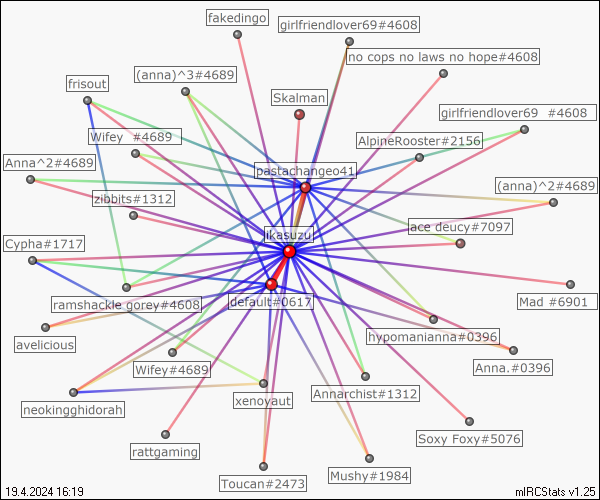 fakedingo
girlfriendlover69#4608
no cops no laws no hope#4608
(anna)^3#4689
frisout
Skalman
girlfriendlover69 #4608
Wifey #4689
AlpineRooster#2156
Anna^2#4689
pastachangeo41
(anna)^2#4689
zibbits#1312
ace deucy#7097
ikasuzu
Cypha#1717
ramshackle goey#4608
default#0617
Mad #6901
hypomanianna#0396
avelicious
Wifey#4689
Anna.#0396
Annarchist#1312
xenoyaut
neokingghidorah
Soxy Foxy#5076
rattgaming
Mushy#1984
Toucan#2473
19.4.2024 16:19
mIRCStats v1.25